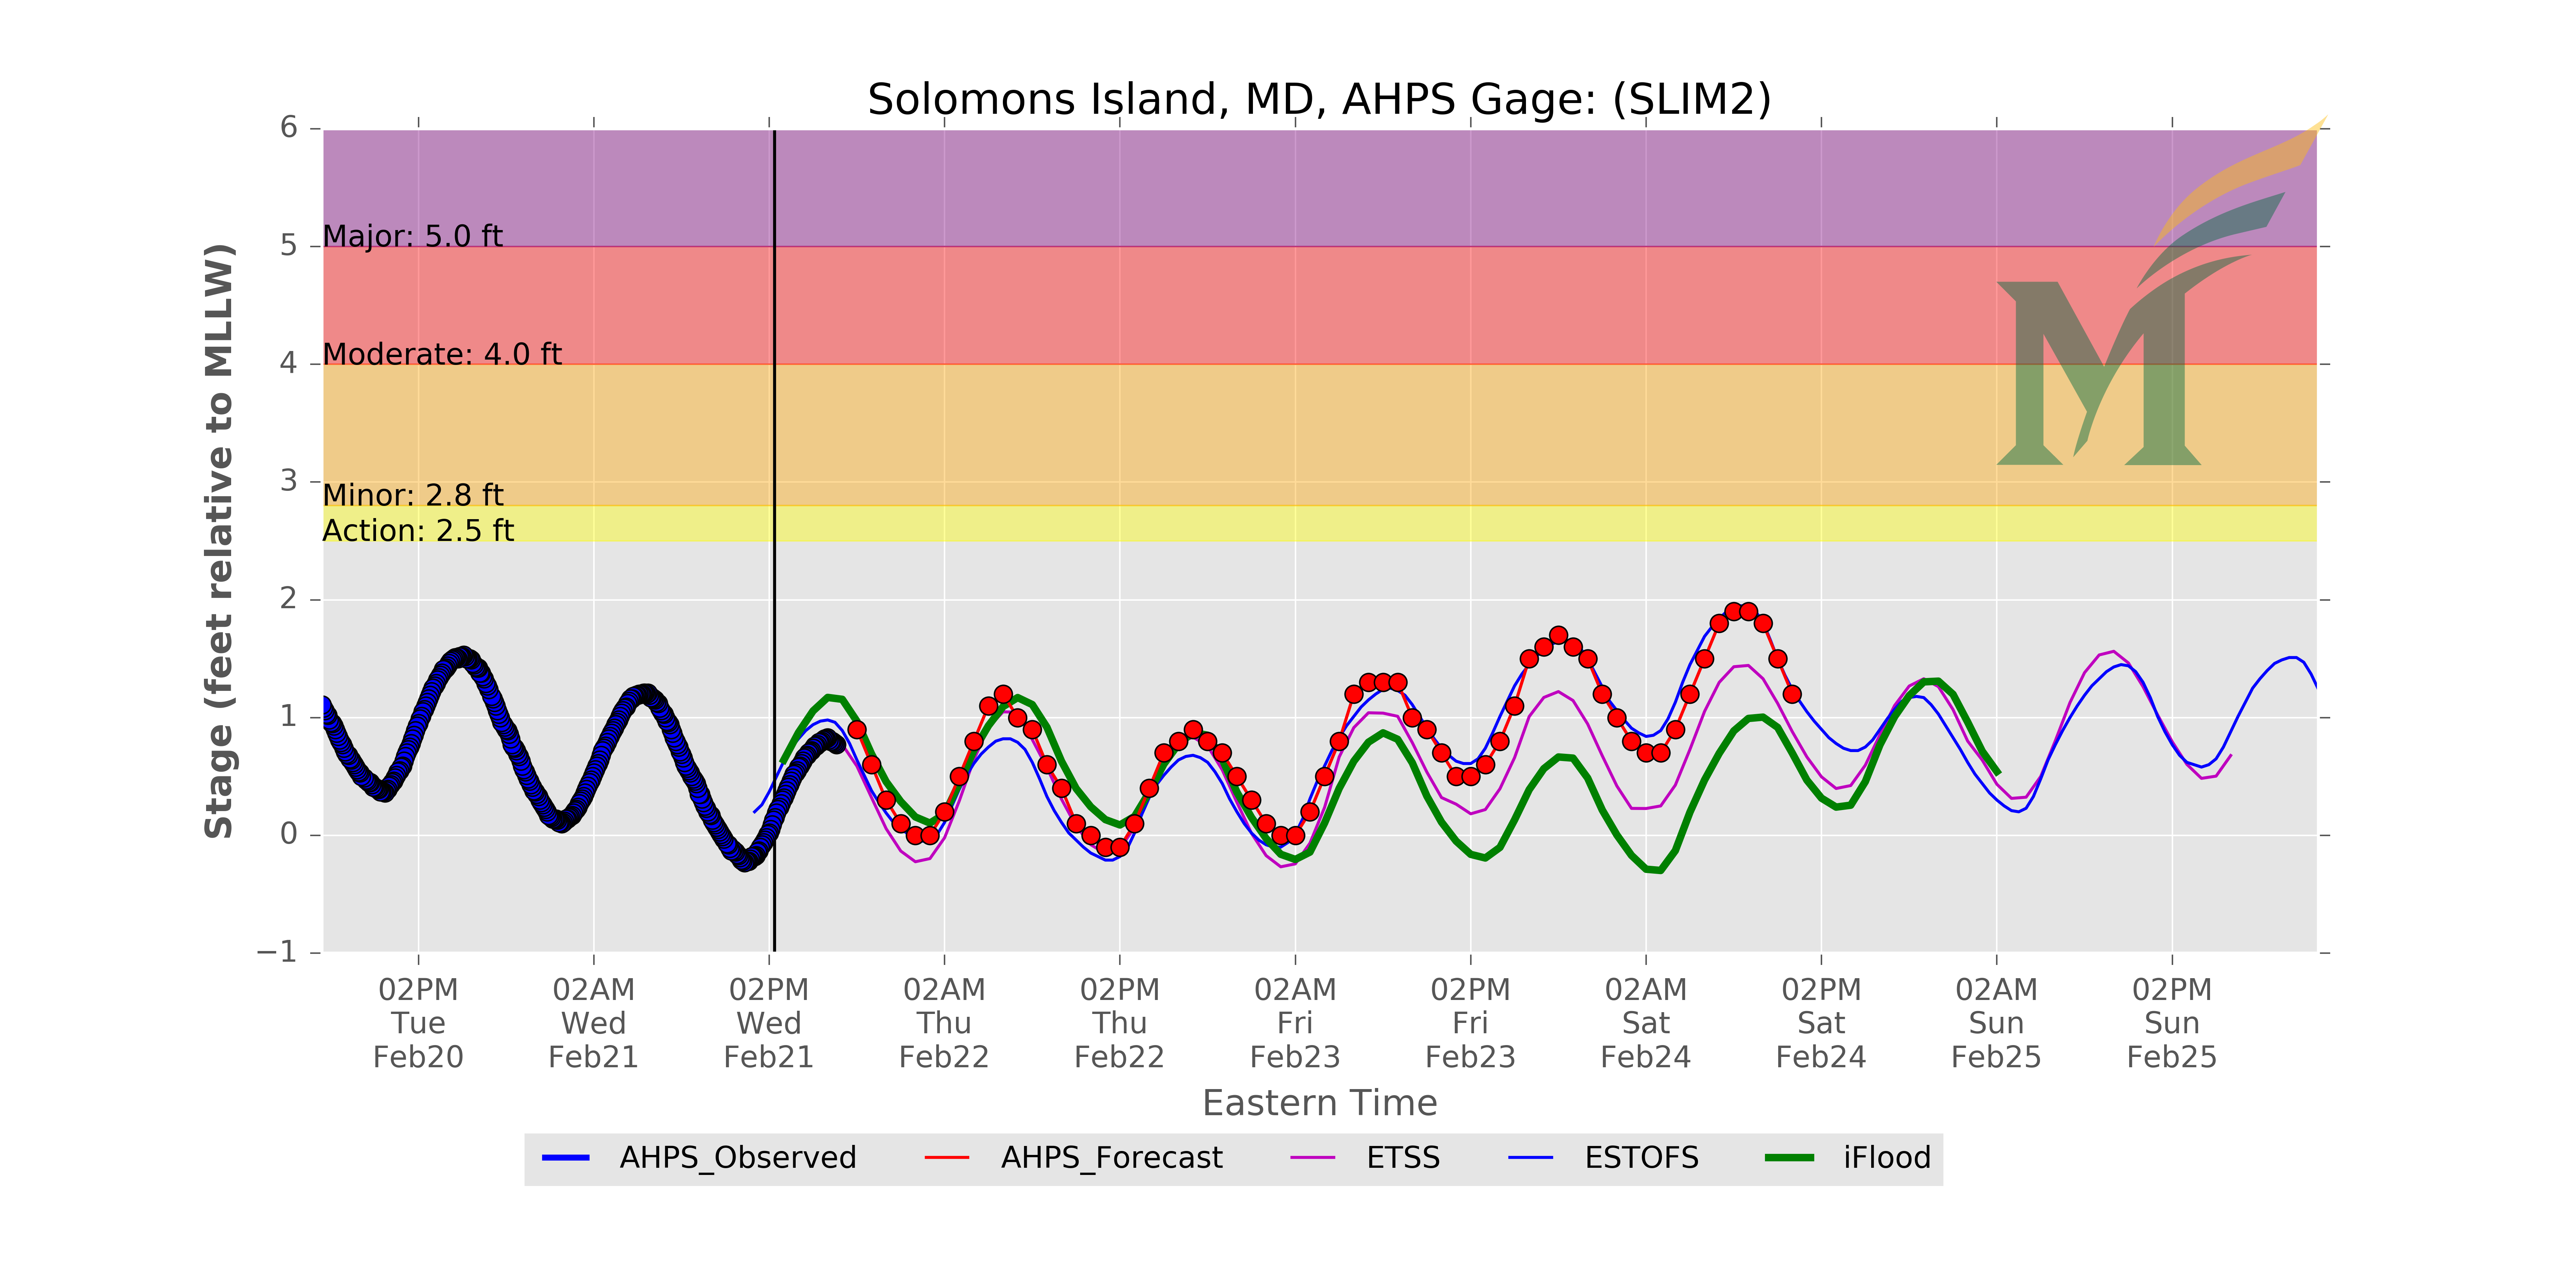 Solomons Island, MD, AHPS Gage: (SLIM2)
Stage (feet relative to MLLW)
6
5
4
3
2
1
0
−1
Major: 5.0 ft
Moderate: 4.0 ft
Minor: 2.8 ft
Action: 2.5 ft
M
02PM 02AM 02PM 02AM 02PM 02AM 02PM 02AM 02PM 02AM 02PM
Tue Wed Wed Thu Thu Fri Fri Sat Sat Sun Sun
Feb20 Feb21 Feb21 Feb22 Feb22 Feb23 Feb23 Feb24 Feb24 Feb25 Feb25
Eastern Time
AHPS_Observed AHPS_Forecast ETSS ESTOFS iFlood